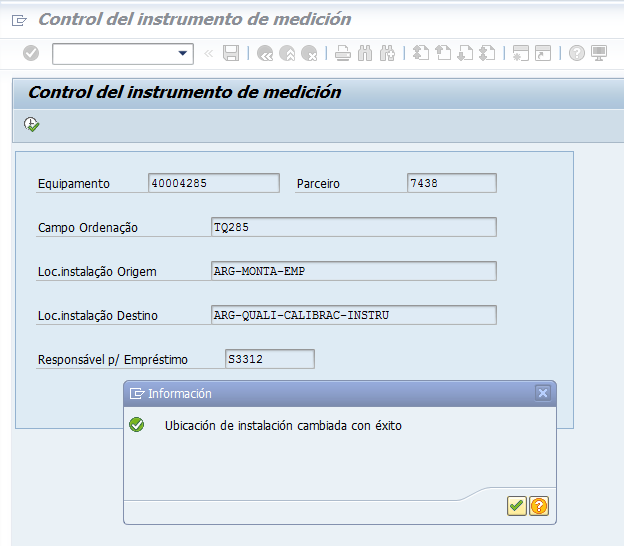 Control del instrumento de medición
Control del instrumento de medición
Equipamento 40004285 Parceiro 7438
Campo Ordenação TQ285
Loc.instalação Origem ARG-MONTA-EMP
Loc.instalação Destino ARG-QUALI-CALIBRAC-INSTRU
Responsável p/ Empréstimo S3312
Información
Ubicación de instalación cambiada con éxito